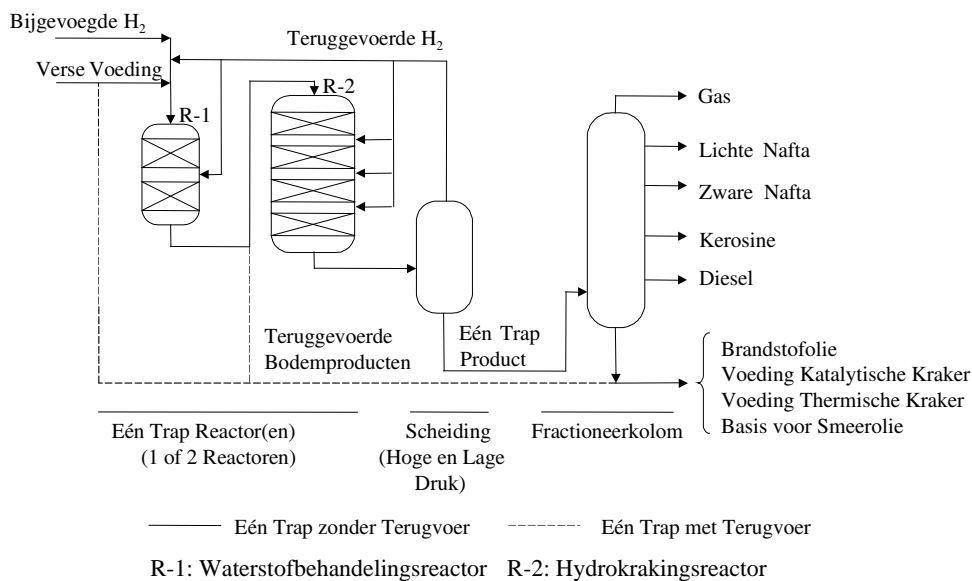 Bijgevoegde H2
Teruggevoerde H2
Verse Voeding
R-1
R-2
Gas
Lichte Nafta
Zware Nafta
Kerosine
Diesel
Teruggevoerde
Bodemproducten
Eén Trap
Product
Brandstofolie
Voeding Katalytische Kraker
Voeding Thermische Kraker
Basis voor Smeerolie
Eén Trap Reactor(en)
(1 of 2 Reactoren)
Scheiding
(Hoge en Lage
Druk)
Fractioneerkolom
Eén Trap zonder Terugvoer
Eén Trap met Terugvoer
R-1: Waterstofbehandelingsreactor R-2: Hydrokrakingsreactor